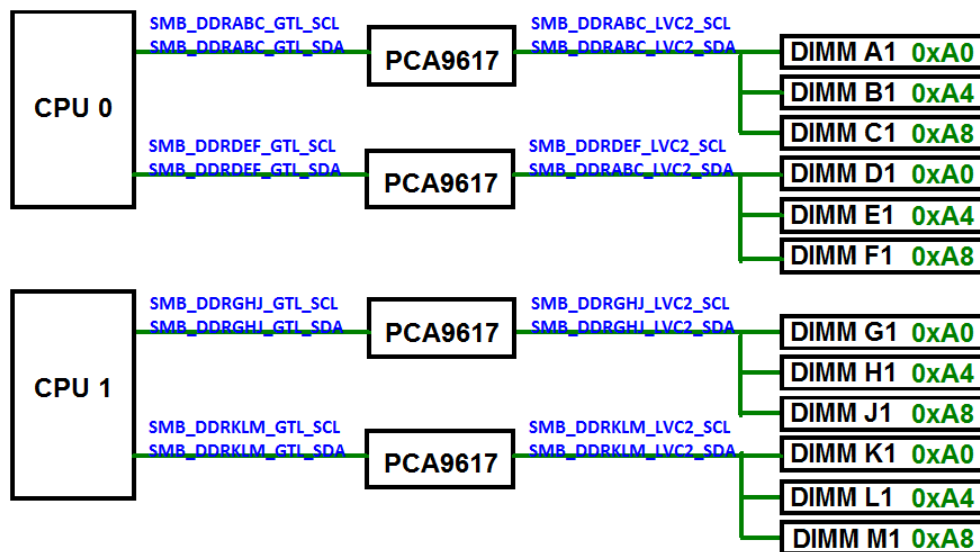 SMB_DDRABC_GTL_SCL
SMB_DDRABC_GTL_SDA
SMB_DDRABC_LVC2_SCL
SMB_DDRABC_LVC2_SDA
CPU 0
PCA9617
DIMM A1 0xA0
DIMM B1 0xA4
DIMM C1 0xA8
SMB_DDRDEF_GTL_SCL
SMB_DDRDEF_GTL_SDA
SMB_DDRDEF_LVC2_SCL
SMB_DDRABC_LVC2_SDA
PCA9617
DIMM D1 0xA0
DIMM E1 0xA4
DIMM F1 0xA8
SMB_DDRGHJ_GTL_SCL
SMB_DDRGHJ_GTL_SDA
SMB_DDRGHJ_LVC2_SCL
SMB_DDRGHJ_LVC2_SDA
CPU 1
PCA9617
DIMM G1 0xA0
DIMM H1 0xA4
DIMM J1 0xA8
SMB_DDRKLM_GTL_SCL
SMB_DDRKLM_GTL_SDA
SMB_DDRKLM_LVC2_SCL
SMB_DDRKLM_LVC2_SDA
PCA9617
DIMM K1 0xA0
DIMM L1 0xA4
DIMM M1 0xA8